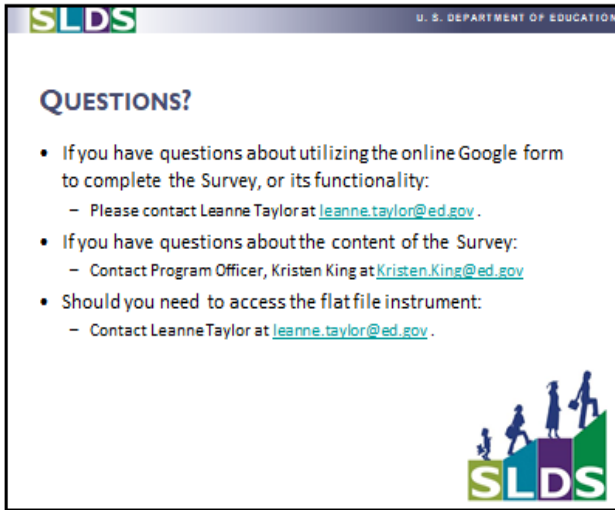 SLDS
U. S. DEPARTMENT OF EDUCATION
QUESTIONS?
• If you have questions about utilizing the online Google form
to complete the Survey, or its functionality:
– Please contact Leanne Taylor at leanne.taylor@ed.gov .
• If you have questions about the content of the Survey:
– Contact Program Officer, Kristen King at Kristen.King@ed.gov
• Should you need to access the flat file instrument:
– Contact Leanne Taylor at leanne.taylor@ed.gov .
SLDS